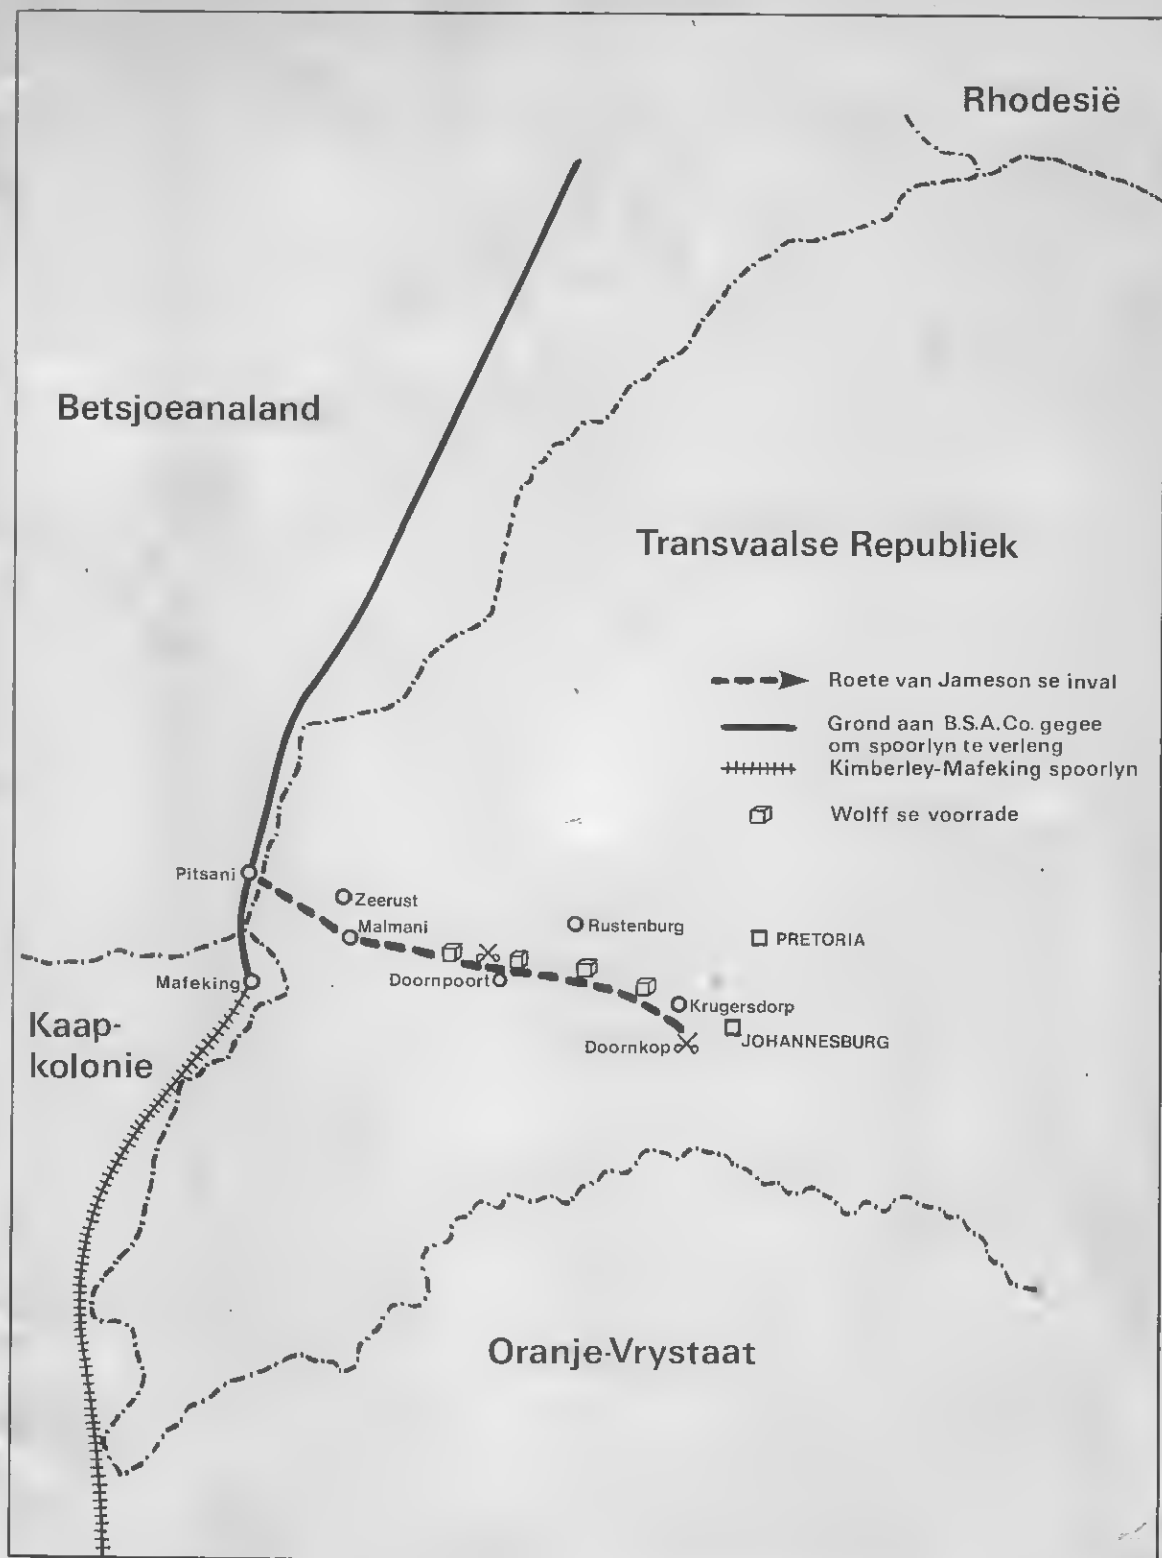 Rhodesië
Betsjoeanaland
Transvaalse Republiek
Roete van Jameson se inval
Grond aan B.S.A.Co. gegee
om spoorlyn te verleng
Kimberley-Mafeking spoorlyn
Wolff se voorrade
Pitsani
Zeerust
Malmani
Rustenburg
PRETORIA
Doornpoort
Mafeking
Krugersdorp
Kaap-
kolonie
Doornkop
JOHANNESBURG
Oranje-Vrystaat